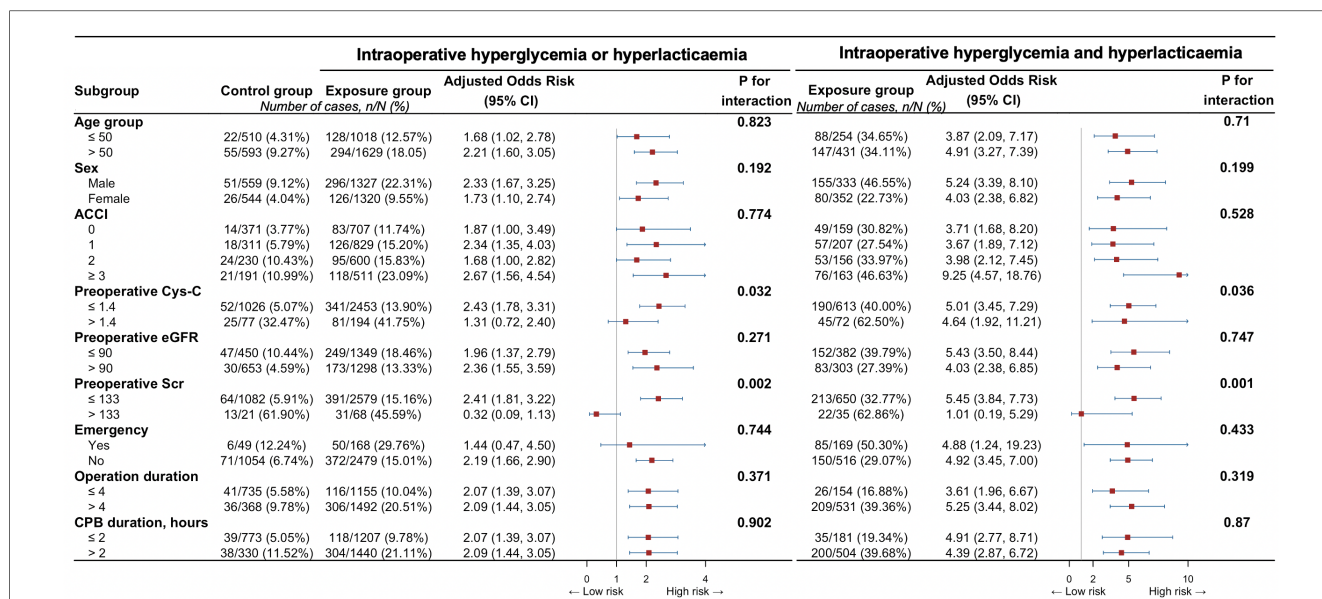 Intraoperative hyperglycemia or hyperlacticaemia Intraoperative hyperglycemia and hyperlacticaemia
Subgroup Control group Exposure group Adjusted Odds Risk (95% CI) P for interaction Exposure group Adjusted Odds Risk (95% CI) P for interaction
Number of cases, n/N (%) Number of cases, n/N (%)
Age group 0.823 0.71
≤ 50 22/510 (4.31%) 128/1018 (12.57%) 1.68 (1.02, 2.78) 88/254 (34.65%) 3.87 (2.09, 7.17)
> 50 55/593 (9.27%) 294/1629 (18.05) 2.21 (1.60, 3.05) 147/431 (34.11%) 4.91 (3.27, 7.39)
Sex 0.192 0.199
Male 51/559 (9.12%) 296/1327 (22.31%) 2.33 (1.67, 3.25) 155/333 (46.55%) 5.24 (3.39, 8.10)
Female 26/544 (4.04%) 126/1320 (9.55%) 1.73 (1.10, 2.74) 80/352 (22.73%) 4.03 (2.38, 6.82)
ACCI 0.774 0.528
0 14/371 (3.77%) 83/707 (11.74%) 1.87 (1.00, 3.49) 49/159 (30.82%) 3.71 (1.68, 8.20)
1 18/311 (5.79%) 126/829 (15.20%) 2.34 (1.35, 4.03) 57/207 (27.54%) 3.67 (1.89, 7.12)
2 24/230 (10.43%) 95/600 (15.83%) 1.68 (1.00, 2.82) 53/156 (33.97%) 3.98 (2.12, 7.45)
≥ 3 21/191 (10.99%) 118/511 (23.09%) 2.67 (1.56, 4.54) 76/163 (46.63%) 9.25 (4.57, 18.76)
Preoperative Cys-C 0.032 0.036
≤ 1.4 52/1026 (5.07%) 341/2453 (13.90%) 2.43 (1.78, 3.31) 190/613 (40.00%) 5.01 (3.45, 7.29)
> 1.4 25/77 (32.47%) 81/194 (41.75%) 1.31 (0.72, 2.40) 45/72 (62.50%) 4.64 (1.92, 11.21)
Preoperative eGFR 0.271 0.747
≤ 90 47/450 (10.44%) 249/1349 (18.46%) 1.96 (1.37, 2.79) 152/382 (39.79%) 5.43 (3.50, 8.44)
> 90 30/653 (4.59%) 173/1298 (13.33%) 2.36 (1.55, 3.59) 83/303 (27.39%) 4.03 (2.38, 6.85)
Preoperative Scr 0.002 0.001
≤ 133 64/1082 (5.91%) 391/2579 (15.16%) 2.41 (1.81, 3.22) 213/650 (32.77%) 5.45 (3.84, 7.73)
> 133 13/21 (61.90%) 31/68 (45.59%) 0.32 (0.09, 1.13) 22/35 (62.86%) 1.01 (0.19, 5.29)
Emergency 0.744 0.433
Yes 6/49 (12.24%) 50/168 (29.76%) 1.44 (0.47, 4.50) 85/169 (50.30%) 4.88 (1.24, 19.23)
No 71/1054 (6.74%) 372/2479 (15.01%) 2.19 (1.66, 2.90) 150/516 (29.07%) 4.92 (3.45, 7.00)
Operation duration 0.371 0.319
≤ 4 41/735 (5.58%) 116/1155 (10.04%) 2.07 (1.39, 3.07) 26/154 (16.88%) 3.61 (1.96, 6.67)
> 4 36/368 (9.78%) 306/1492 (20.51%) 2.09 (1.44, 3.05) 209/531 (39.36%) 5.25 (3.44, 8.02)
CPB duration, hours 0.902 0.87
≤ 2 39/773 (5.05%) 118/1207 (9.78%) 2.07 (1.39, 3.07) 35/181 (19.34%) 4.91 (2.77, 8.71)
> 2 38/330 (11.52%) 304/1440 (21.11%) 2.09 (1.44, 3.05) 200/504 (39.68%) 4.39 (2.87, 6.72)
0 1 2 4 0 2 5 10
← Low risk High risk → ← Low risk High risk →